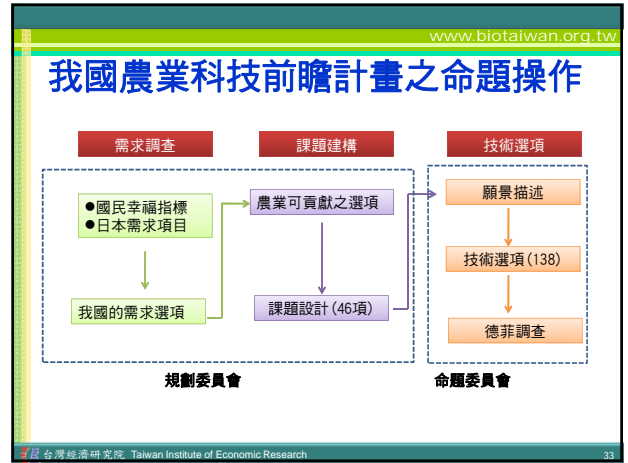 www.biotaiwan.org.tw
我國農業科技前瞻計畫之命題操作
需求調查
課題建構
技術選項
●國民幸福指標
●日本需求項目
我國的需求選項
農業可貢獻之選項
課題設計(46項)
願景描述
技術選項(138)
德菲調查
規劃委員會
命題委員會
台灣經濟研究院 Taiwan Institute of Economic Research
33